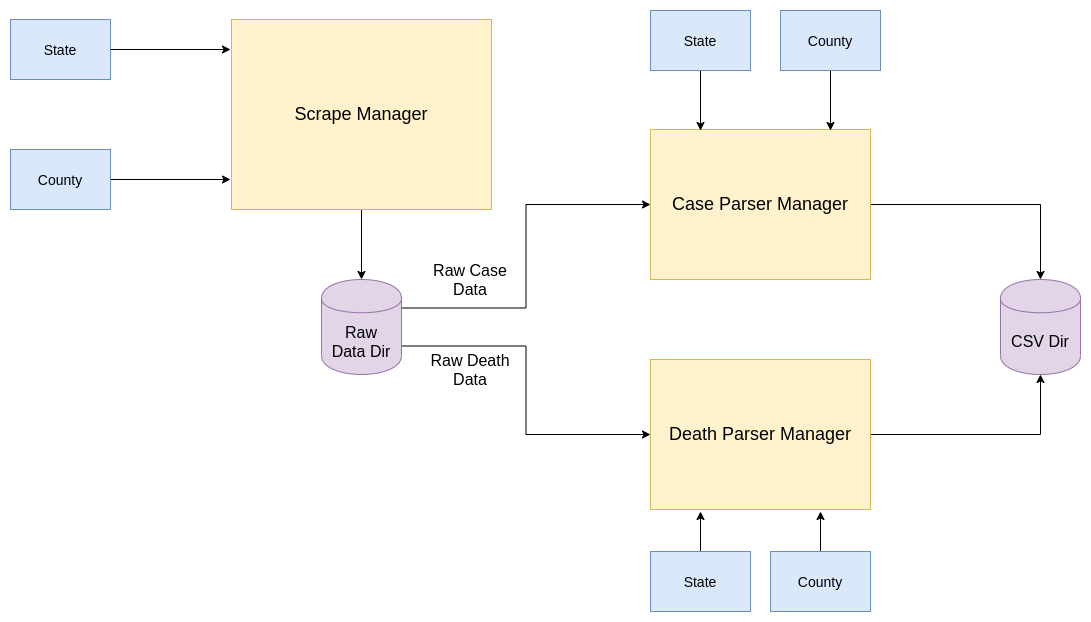 State
County
Scrape Manager
Raw
Data Dir
Raw Case
Data
Raw Death
Data
State
County
Case Parser Manager
Death Parser Manager
State
County
CSV Dir